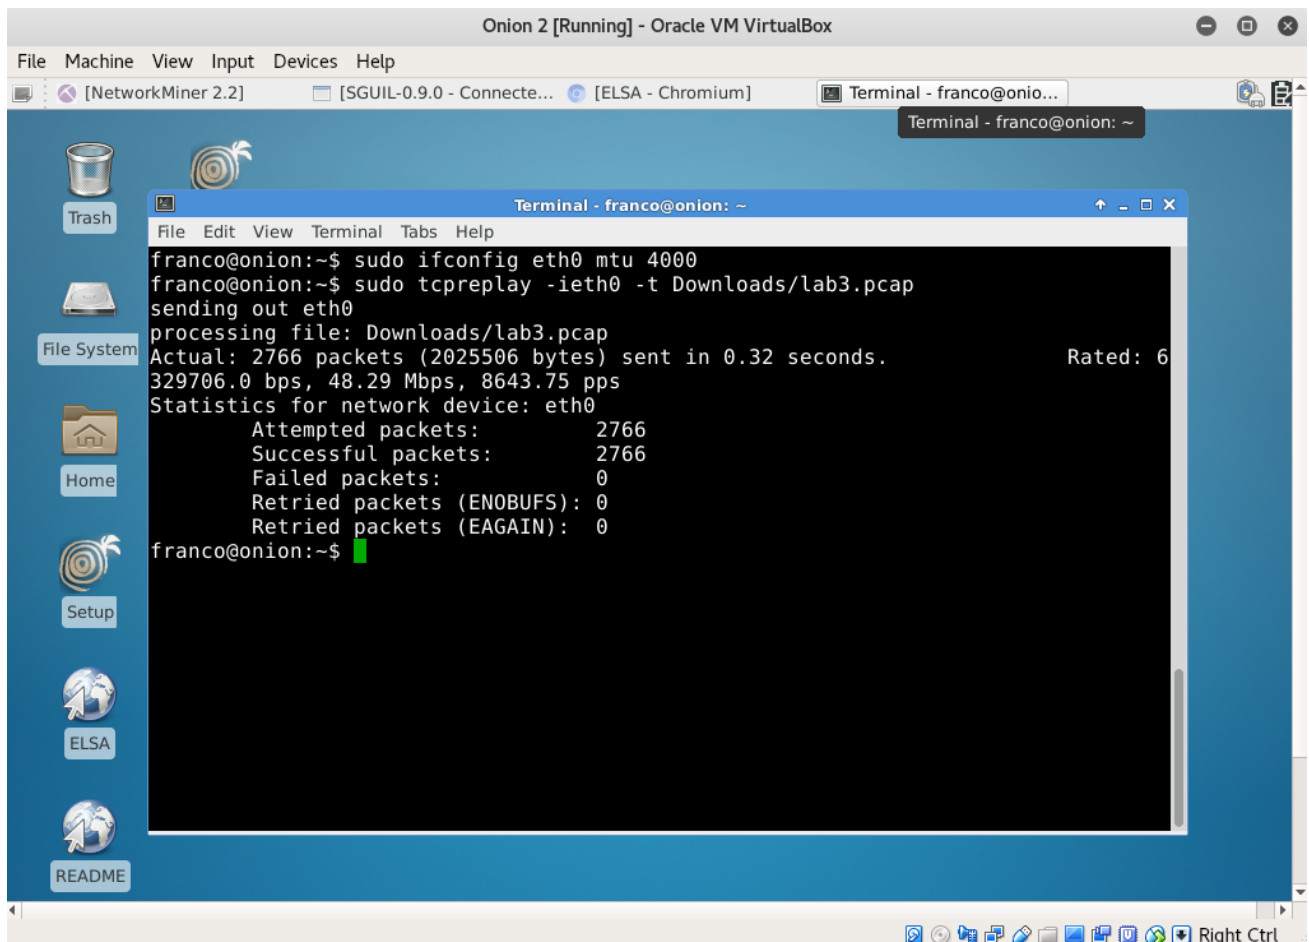 Onion 2 [Running] - Oracle VM VirtualBox
File Machine View Input Devices Help
[NetworkMiner 2.2] [SGUIL-0.9.0 - Connecte... [ELSA - Chromium] Terminal - franco@onio...
Terminal - franco@onion: ~
Trash
File System
Home
Setup
ELSA
README
Terminal - franco@onion: ~
File Edit View Terminal Tabs Help
franco@onion:~$ sudo ifconfig eth0 mtu 4000
franco@onion:~$ sudo tcpreplay -ieth0 -t Downloads/lab3.pcap
sending out eth0
processing file: Downloads/lab3.pcap
Actual: 2766 packets (2025506 bytes) sent in 0.32 seconds. Rated: 6
329706.0 bps, 48.29 Mbps, 8643.75 pps
Statistics for network device: eth0
Attempted packets: 2766
Successful packets: 2766
Failed packets: 0
Retried packets (ENOBUFS): 0
Retried packets (EAGAIN): 0
franco@onion:~$
Right Ctrl